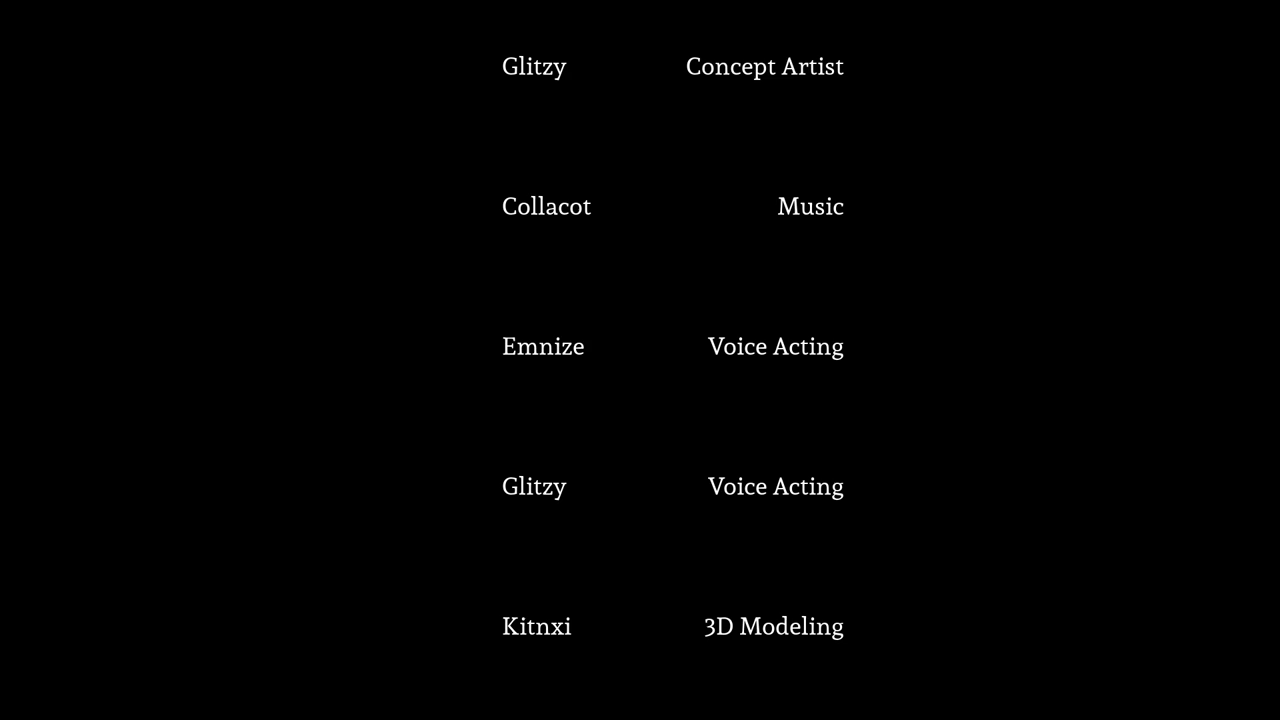 Glitzy Concept Artist
Collacot Music
Emnize Voice Acting
Glitzy Voice Acting
Kitnxi 3D Modeling